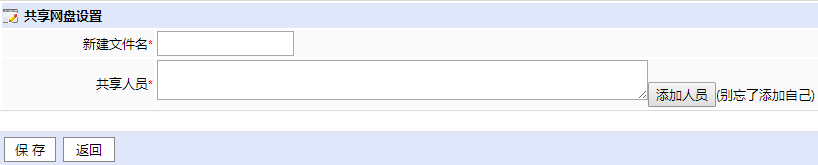 共享网盘设置
新建文件名*
共享人员*
添加人员 (别忘了添加自己)
保 存 返回